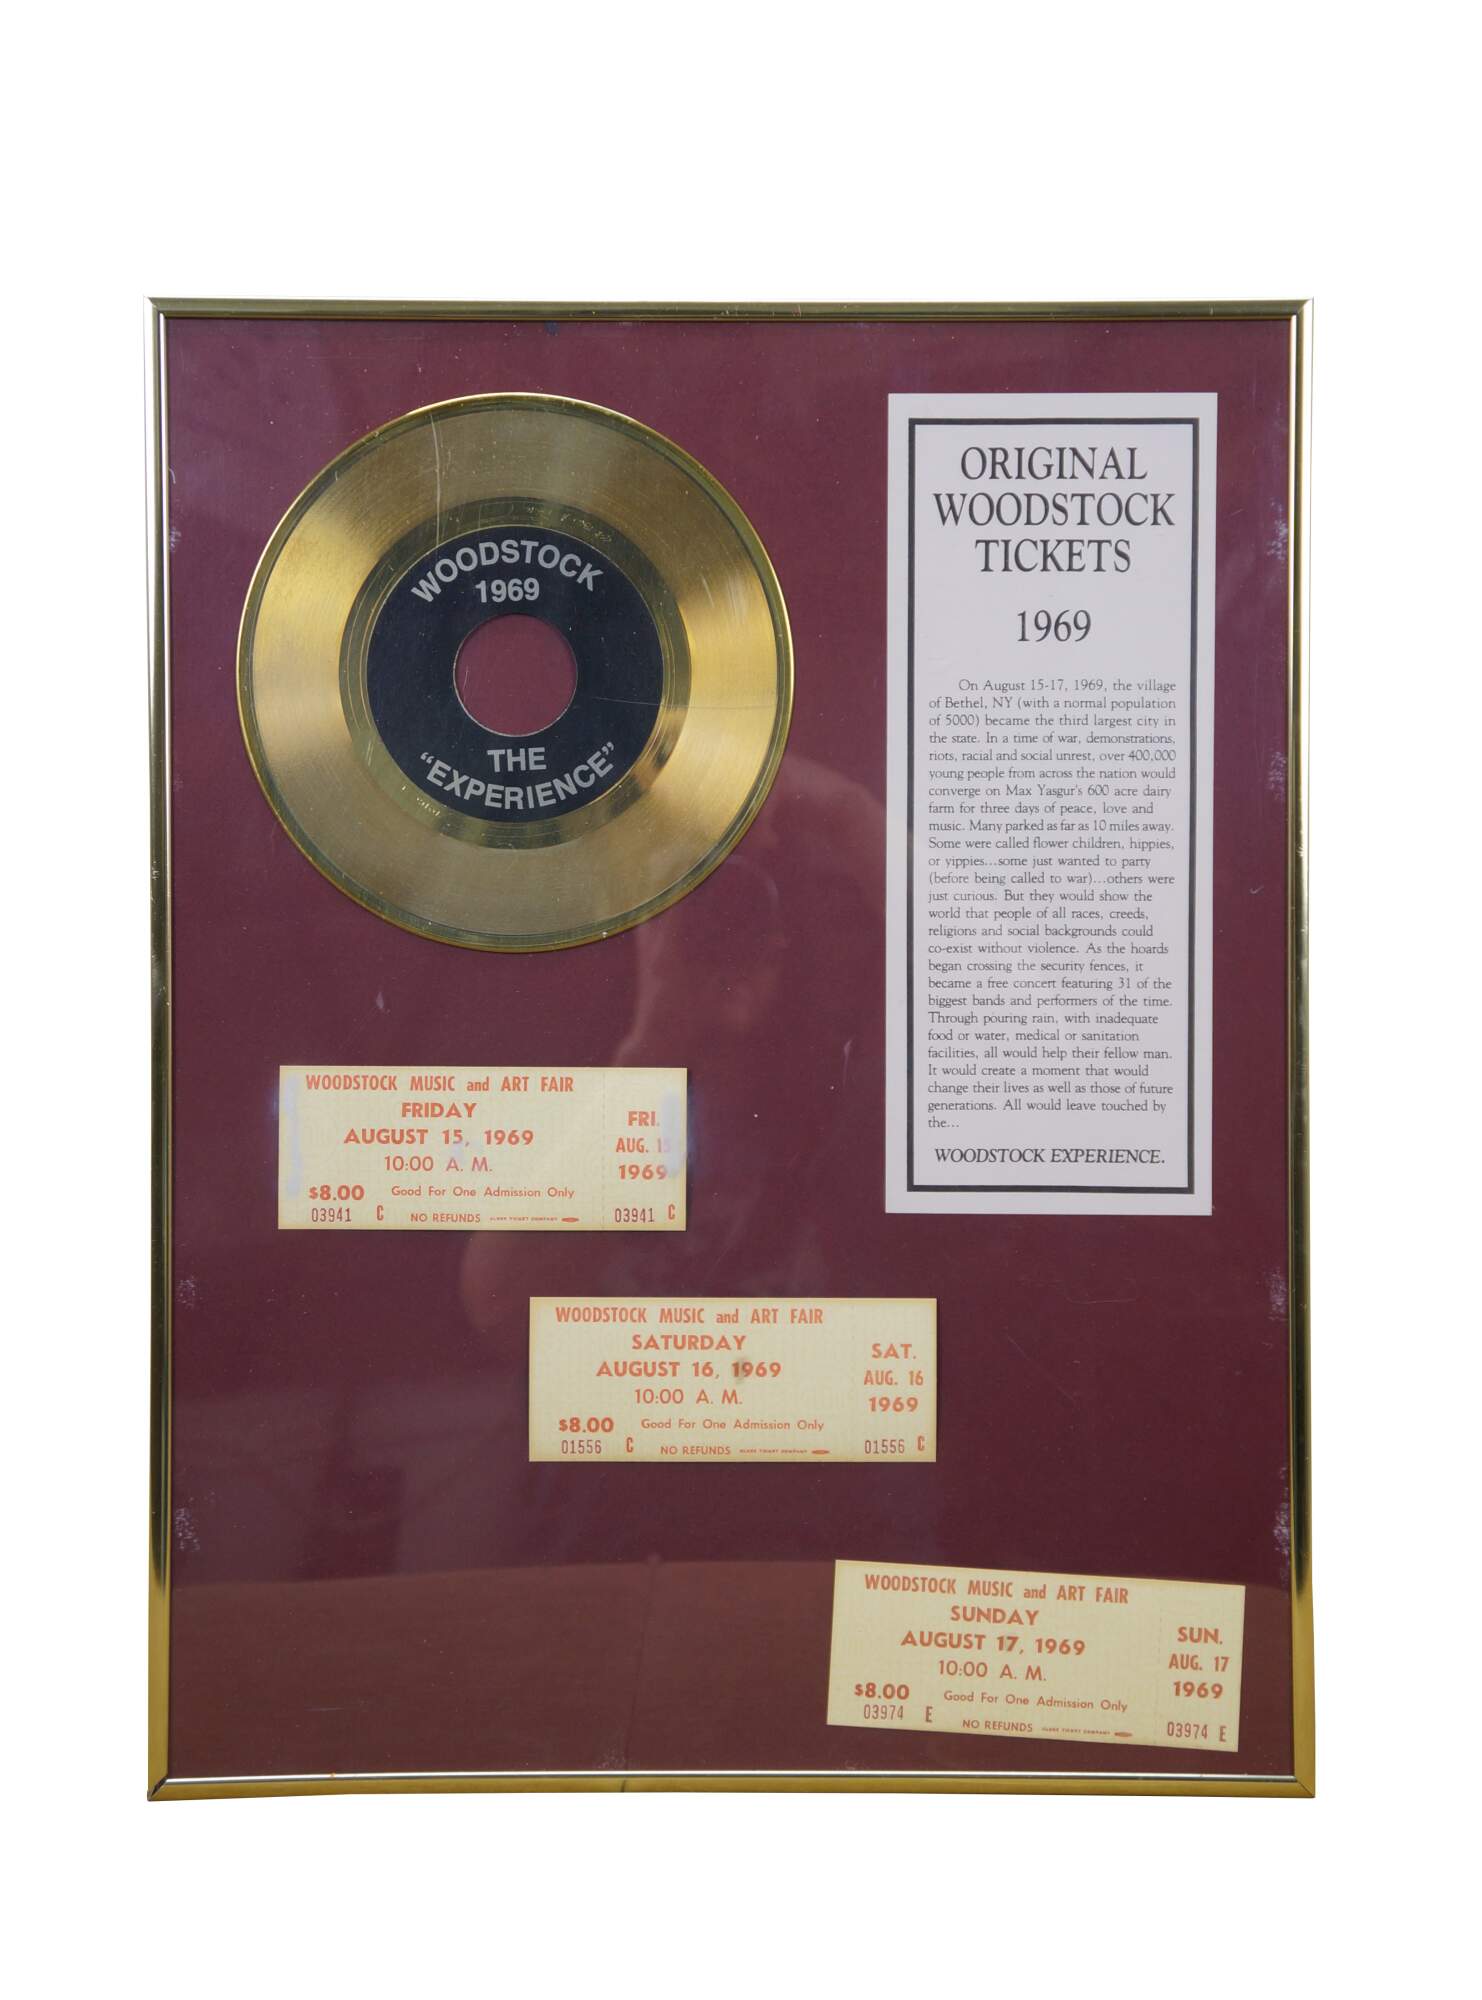 WOODSTOCK
1969
THE
“EXPERIENCE”
ORIGINAL
WOODSTOCK
TICKETS
1969
On August 15-17, 1969, the village
of Bethel, NY (with a normal population
of 5000) became the third largest city in
the state. In a time of war, demonstrations,
riots, racial and social unrest, over 400,000
young people from across the nation would
converge on Max Yasgur's 600 acre dairy
farm for three days of peace, love and
music. Many parked as far as 10 miles away.
Some were called flower children, hippies,
or yippies...some just wanted to party
(before being called to war)...others were
just curious. But they would show the
world that people of all races, creeds,
religions and social backgrounds could
co-exist without violence. As the hoards
began crossing the security fences, it
became a free concert featuring 31 of the
biggest bands and performers of the time.
Through pouring rain, with inadequate
food or water, medical or sanitation
facilities, all would help their fellow man.
It would create a moment that would
change their lives as well as those of future
generations. All would leave touched by
the...
WOODSTOCK EXPERIENCE.
WOODSTOCK MUSIC and ART FAIR
FRIDAY
AUGUST 15, 1969
10:00 A. M.
$8.00 Good For One Admission Only
03941 C NO REFUNDS GLOBE TICKET COMPANY
FRI.
AUG. 15
1969
03941 C
WOODSTOCK MUSIC and ART FAIR
SATURDAY
AUGUST 16, 1969
10:00 A. M.
$8.00 Good For One Admission Only
01556 C NO REFUNDS GLOBE TICKET COMPANY
SAT.
AUG. 16
1969
01556 C
WOODSTOCK MUSIC and ART FAIR
SUNDAY
AUGUST 17, 1969
10:00 A. M.
$8.00 Good For One Admission Only
03974 E NO REFUNDS GLOBE TICKET COMPANY
SUN.
AUG. 17
1969
03974 E